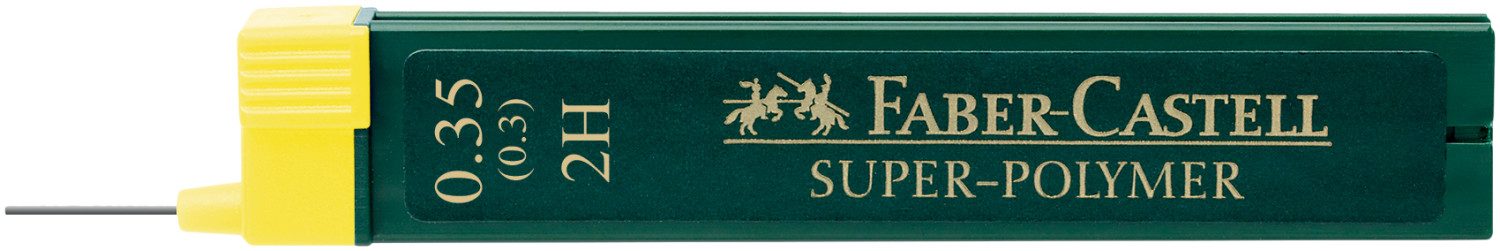 0.35
(0.3)
2H
FABER-CASTELL
SUPER-POLYMER